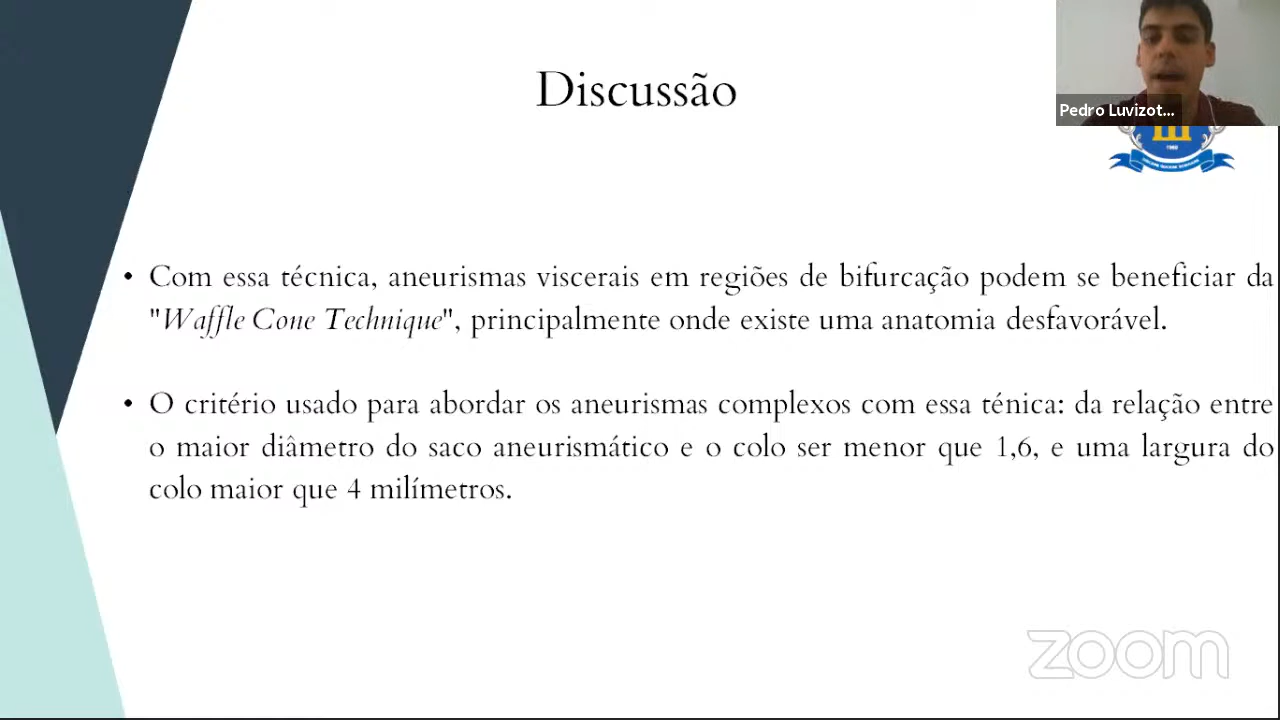 Discussão
Pedro Luvizot...
1968
• Com essa técnica, aneurismas viscerais em regiões de bifurcação podem se beneficiar da
"Waffle Cone Technique", principalmente onde existe uma anatomia desfavorável.
• O critério usado para abordar os aneurismas complexos com essa ténica: da relação entre
o maior diâmetro do saco aneurismático e o colo ser menor que 1,6, e uma largura do
colo maior que 4 milímetros.
zoom